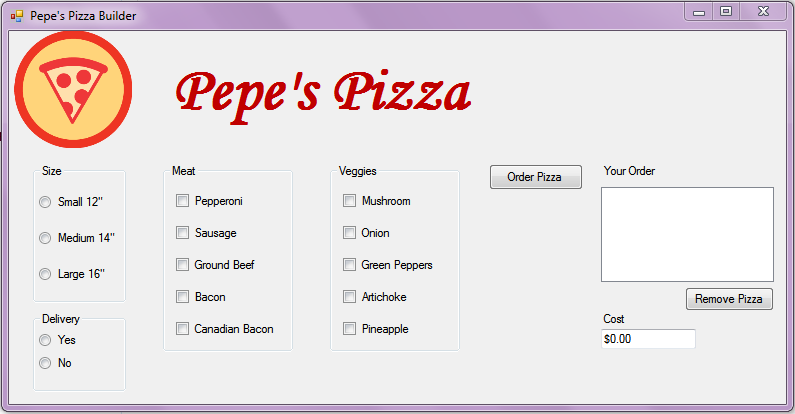 Pepe's Pizza Builder
Pepe's Pizza
Size
Small 12"
Medium 14"
Large 16"
Delivery
Yes
No
Meat
Pepperoni
Sausage
Ground Beef
Bacon
Canadian Bacon
Veggies
Mushroom
Onion
Green Peppers
Artichoke
Pineapple
Order Pizza
Your Order
Remove Pizza
Cost
$0.00